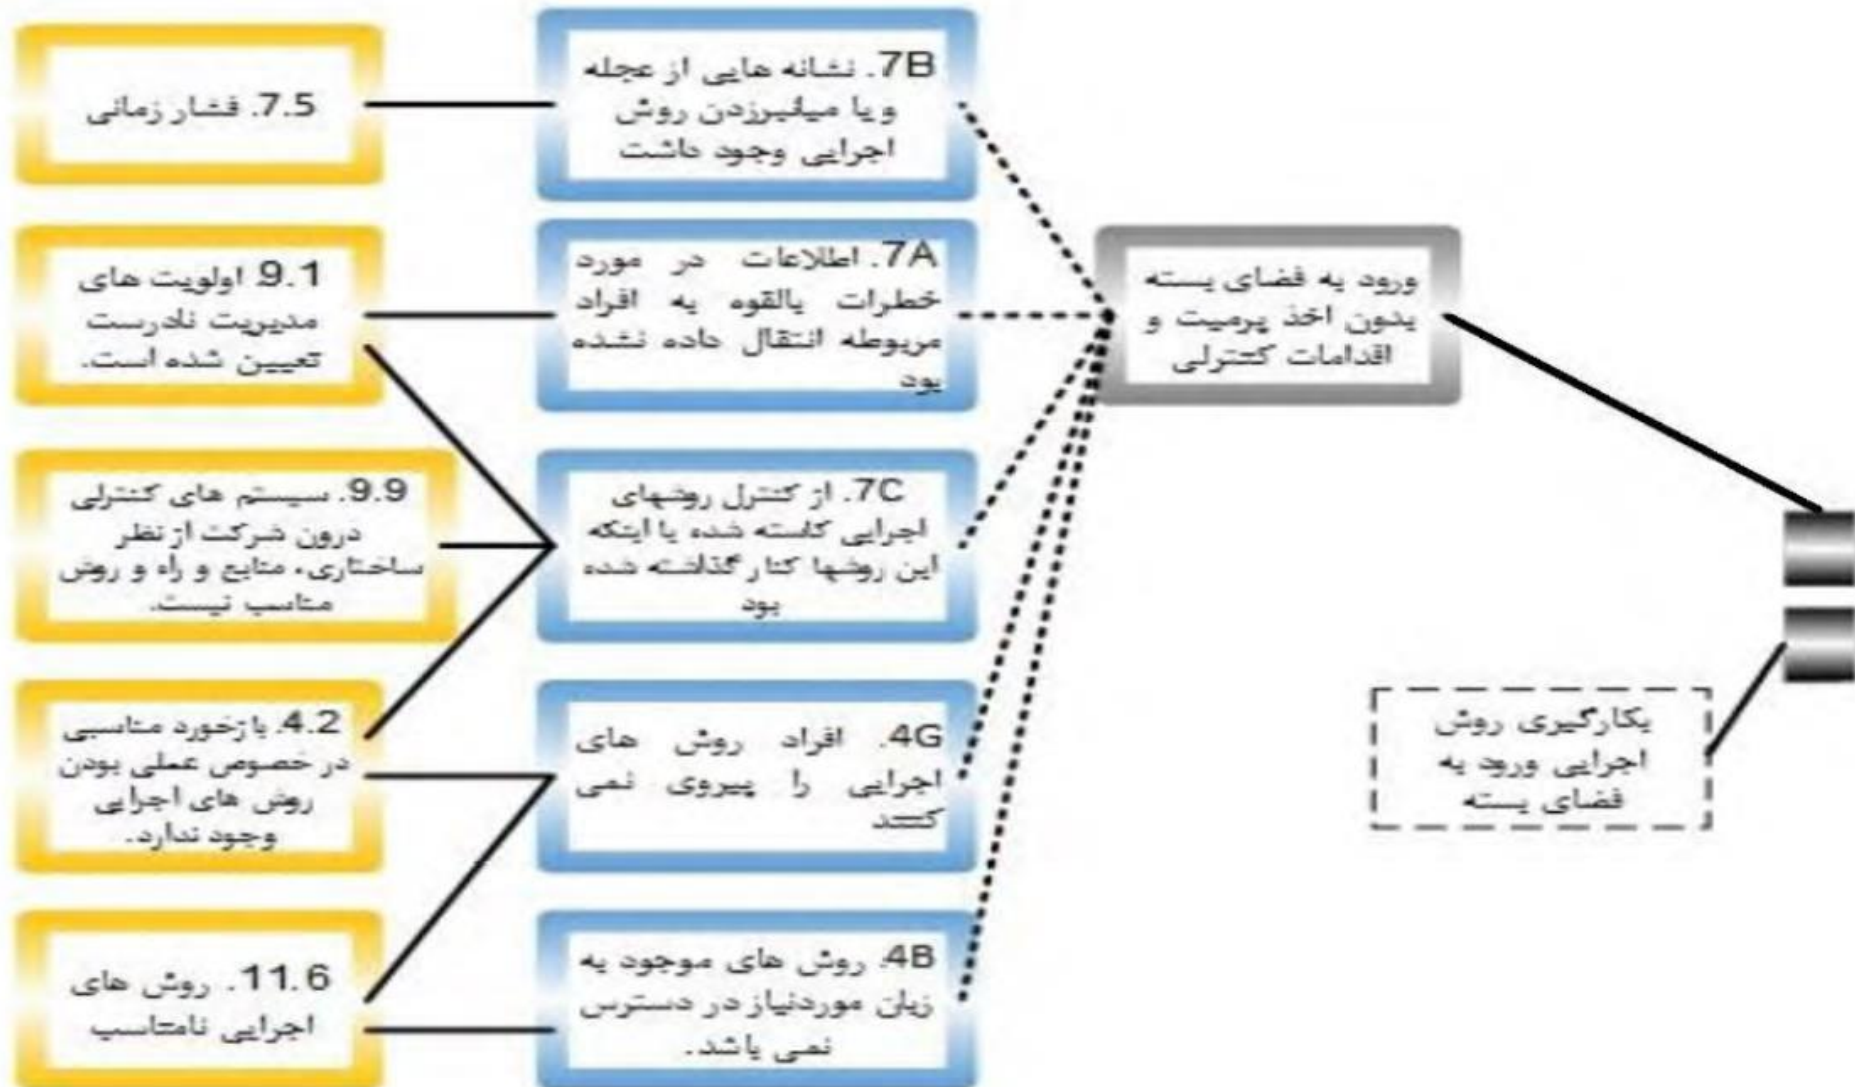 7.5. فشار زمانی
7B. نشانه هایی از عجله
و یا میانبرزدن روش
اجرایی وجود داشت
9.1. اولویت های
مدیریت نادرست
تعیین شده است.
7A. اطلاعات در مورد
خطرات بالقوه به افراد
مربوطه انتقال داده نشده
بود
ورود به فضای بسته
بدون اخذ پرمیت و
اقدامات کنترلی
9.9. سیستم های کنترلی
درون شرکت از نظر
ساختاری، منابع و راه و روش
مناسب نیست.
7C. از کنترل روشهای
اجرایی کاسته شده یا اینکه
این روشها کنار گذاشته شده
بود
4.2. بازخورد مناسبی
در خصوص عملی بودن
روش های اجرایی
وجود ندارد.
4G. افراد روش های
اجرایی را پیروی نمی
کنند
بکارگیری روش
اجرایی ورود به
فضای بسته
11.6. روش های
اجرایی نامتاسب
4B. روش های موجود به
زبان موردنیاز در دسترس
نمی باشد.